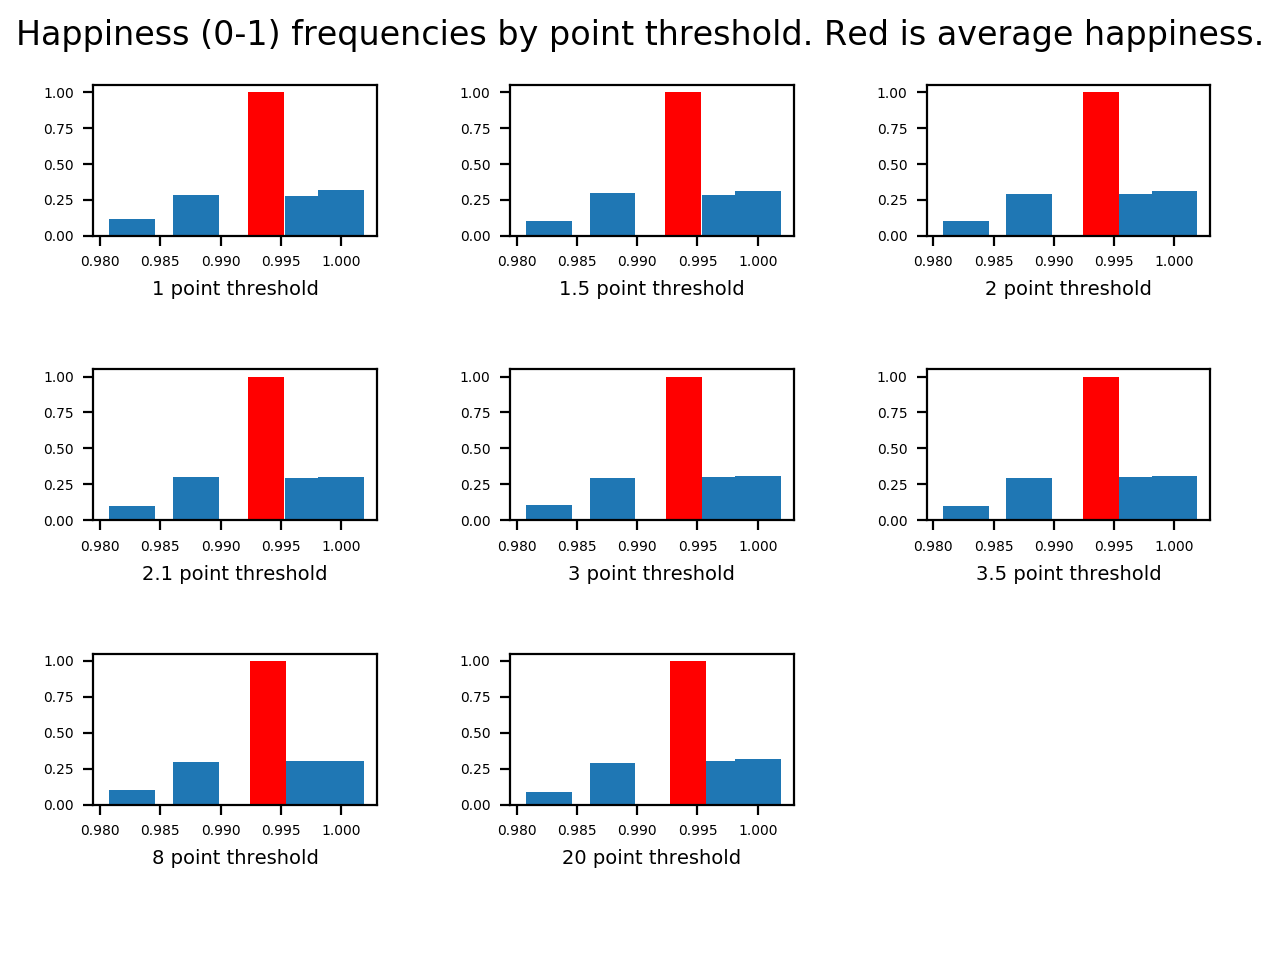 Happiness (0-1) frequencies by point threshold. Red is average happiness.
1.00 1.00 1.00
0.75 0.75 0.75
0.50 0.50 0.50
0.25 0.25 0.25
0.00 0.00 0.00
0.980 0.985 0.990 0.995 1.000 0.980 0.985 0.990 0.995 1.000 0.980 0.985 0.990 0.995 1.000
1 point threshold 1.5 point threshold 2 point threshold
1.00 1.00 1.00
0.75 0.75 0.75
0.50 0.50 0.50
0.25 0.25 0.25
0.00 0.00 0.00
0.980 0.985 0.990 0.995 1.000 0.980 0.985 0.990 0.995 1.000 0.980 0.985 0.990 0.995 1.000
2.1 point threshold 3 point threshold 3.5 point threshold
1.00 1.00
0.75 0.75
0.50 0.50
0.25 0.25
0.00 0.00
0.980 0.985 0.990 0.995 1.000 0.980 0.985 0.990 0.995 1.000
8 point threshold 20 point threshold